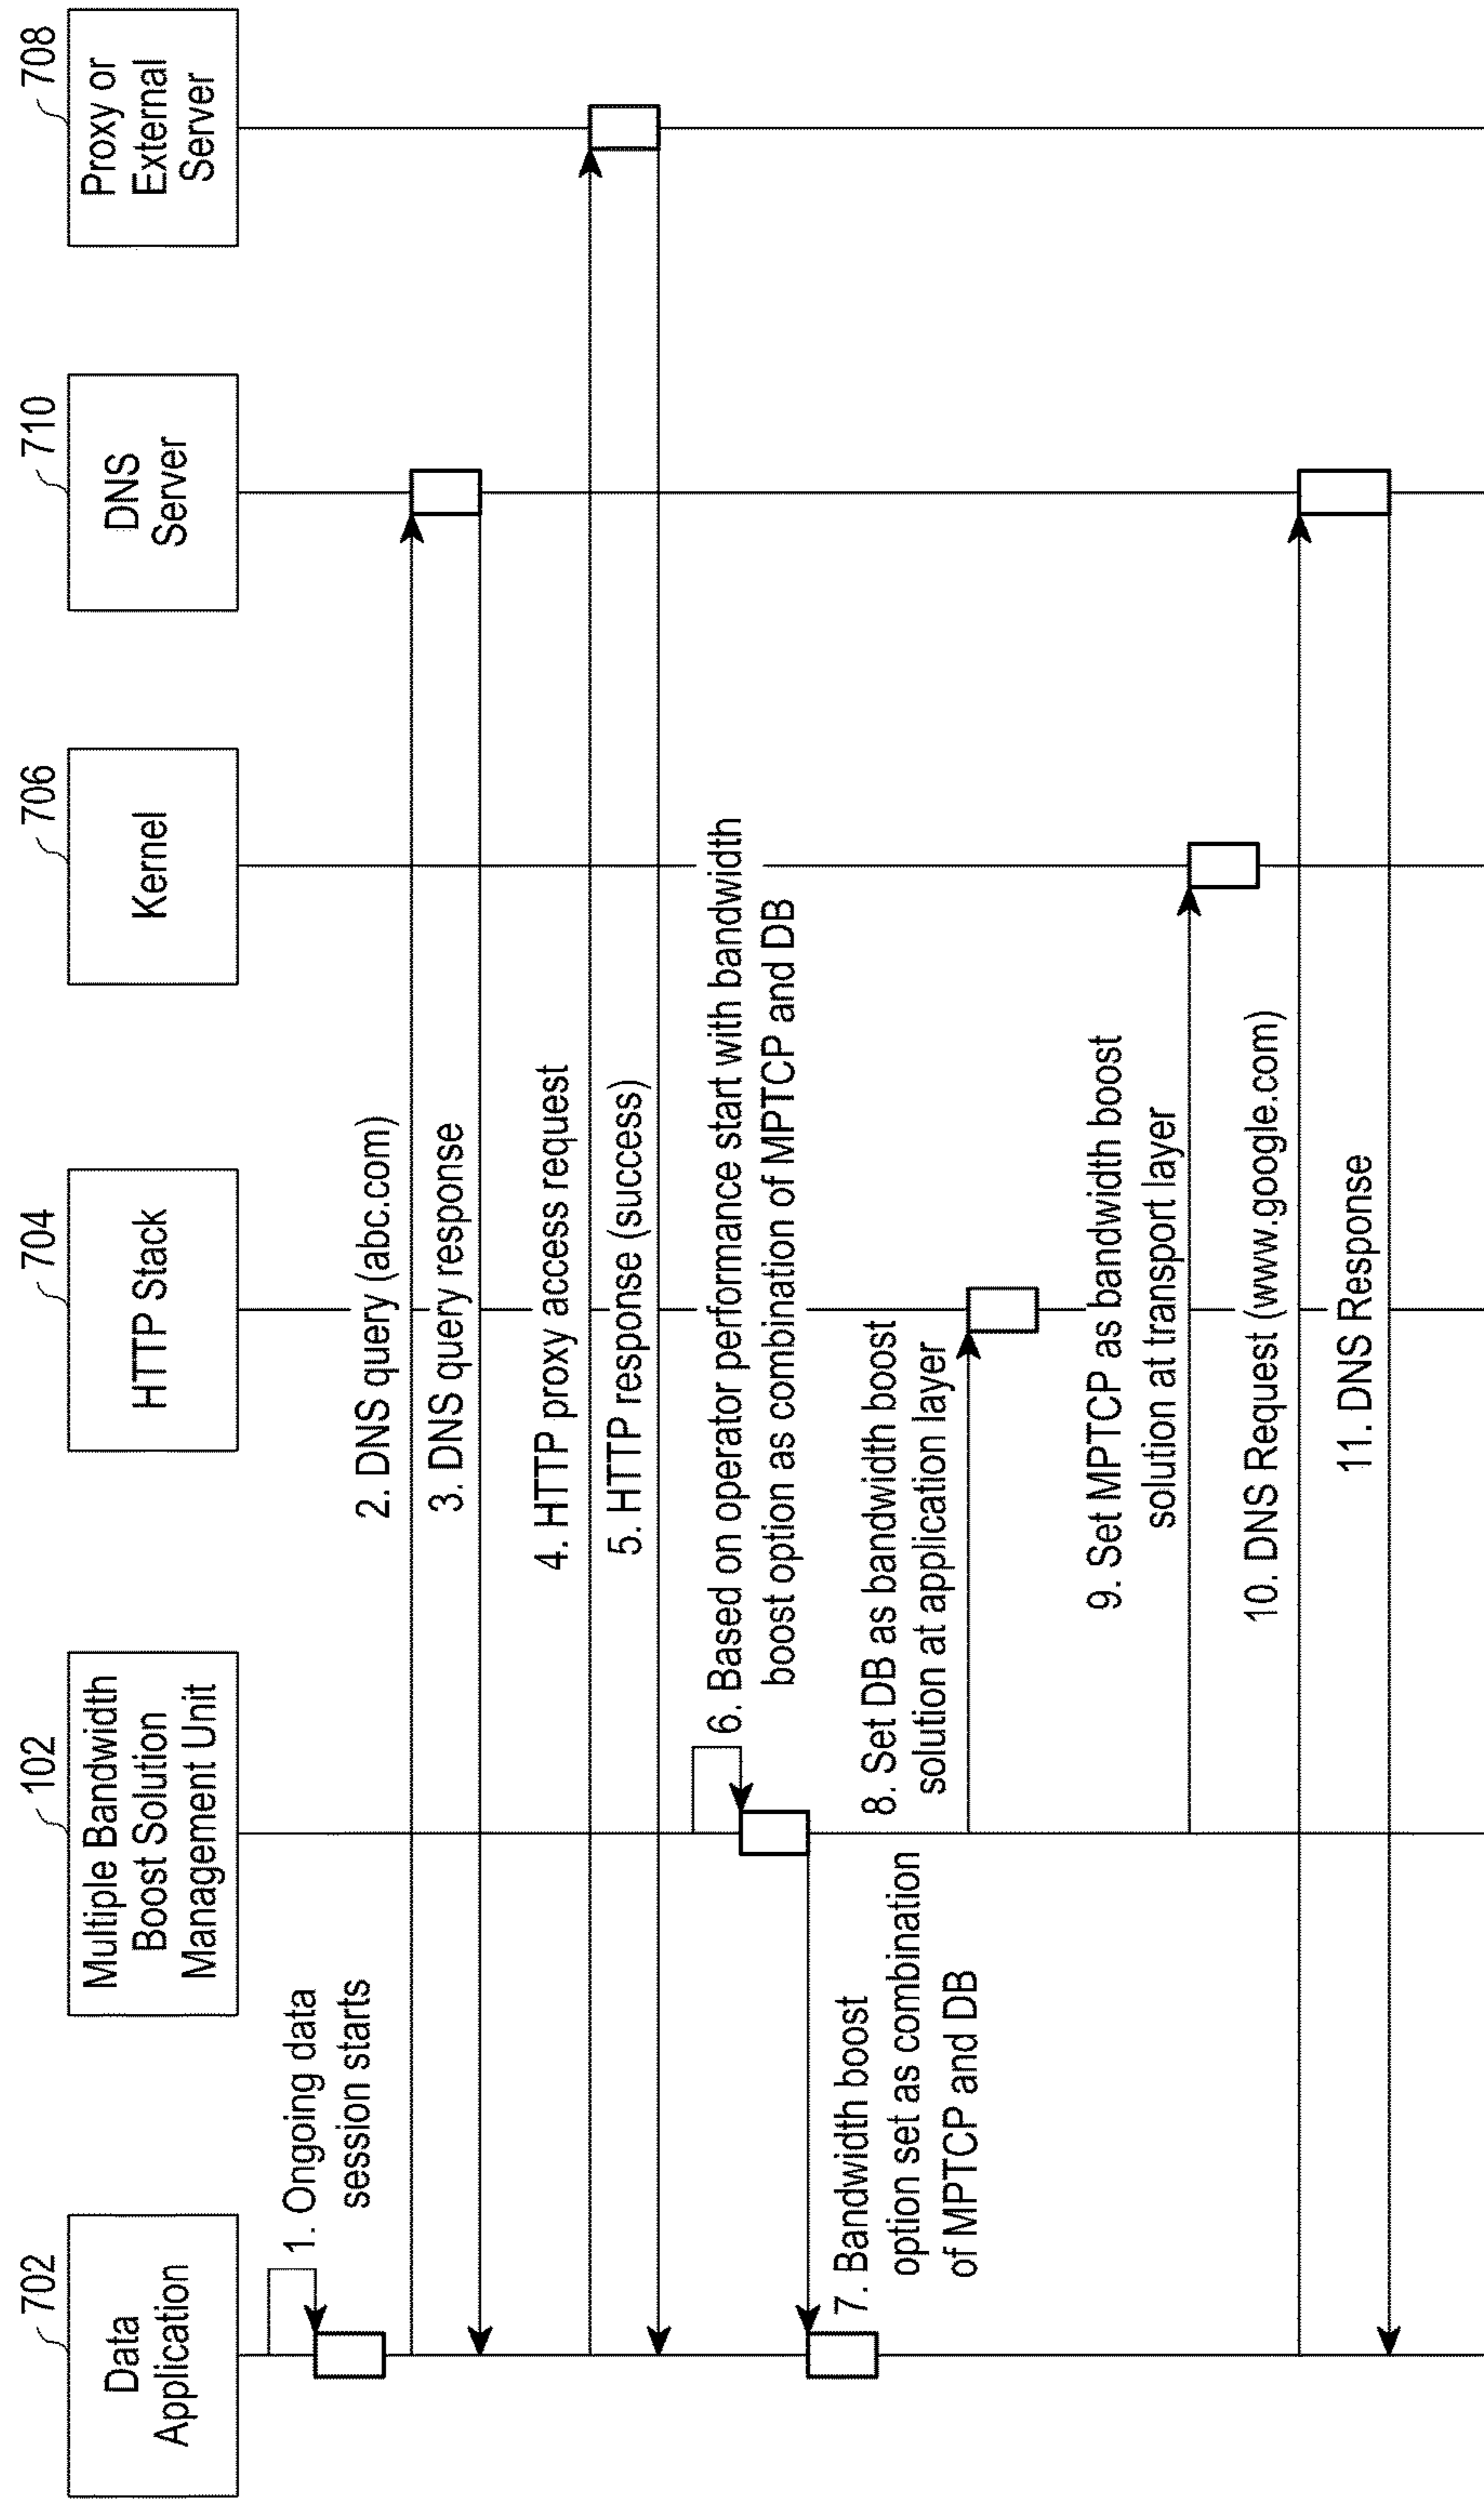 702
Data
Application
102
Multiple Bandwidth
Boost Solution
Management Unit
704
HTTP Stack
706
Kernel
710
DNS
Server
708
Proxy or
External
Server
1. Ongoing data
session starts
2. DNS query (abc.com)
3. DNS query response
4. HTTP proxy access request
5. HTTP response (success)
6. Based on operator performance start with bandwidth
boost option as combination of MPTCP and DB
7. Bandwidth boost
option set as combination
of MPTCP and DB
8. Set DB as bandwidth boost
solution at application layer
9. Set MPTCP as bandwidth boost
solution at transport layer
10. DNS Request (www.google.com)
11. DNS Response